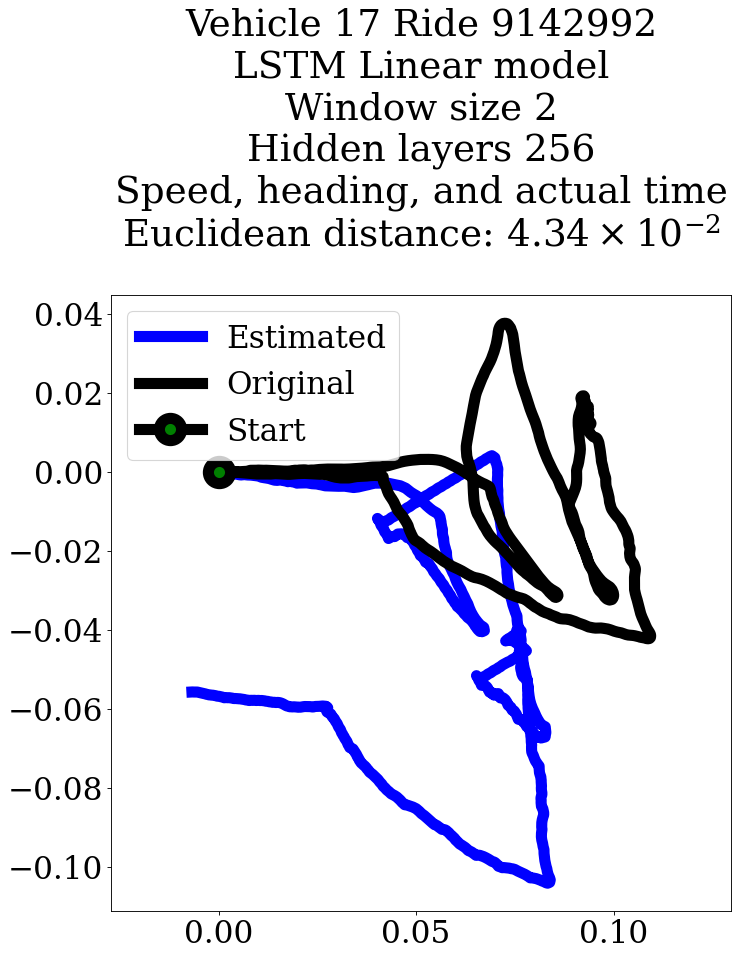 Vehicle 17 Ride 9142992
LSTM Linear model
Window size 2
Hidden layers 256
Speed, heading, and actual time
Euclidean distance: 4.34 × 10⁻²
Estimated
Original
Start
0.04
0.02
0.00
−0.02
−0.04
−0.06
−0.08
−0.10
0.00 0.05 0.10